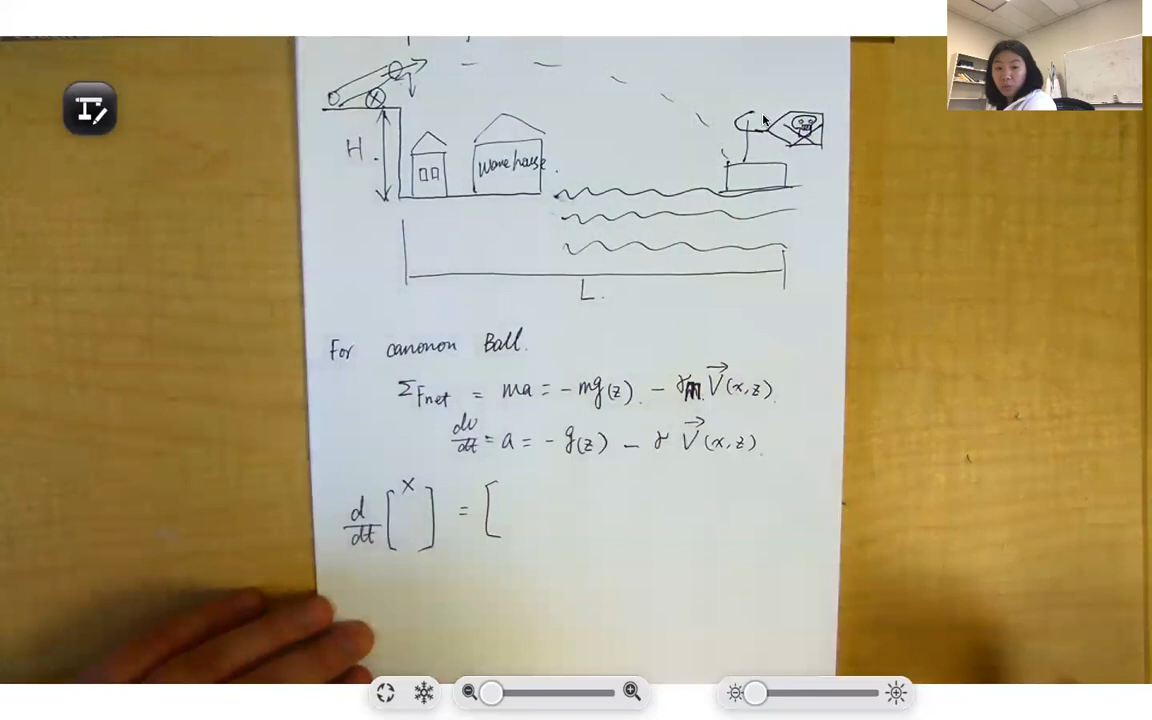 H
warehouse
L.
For canonon Ball.
ΣFnet = ma = -mg(z) - γm V⃗(x,z).
dv/dt = a = - g(z) - γ V⃗(x,z).
d/dt [ x ] = [